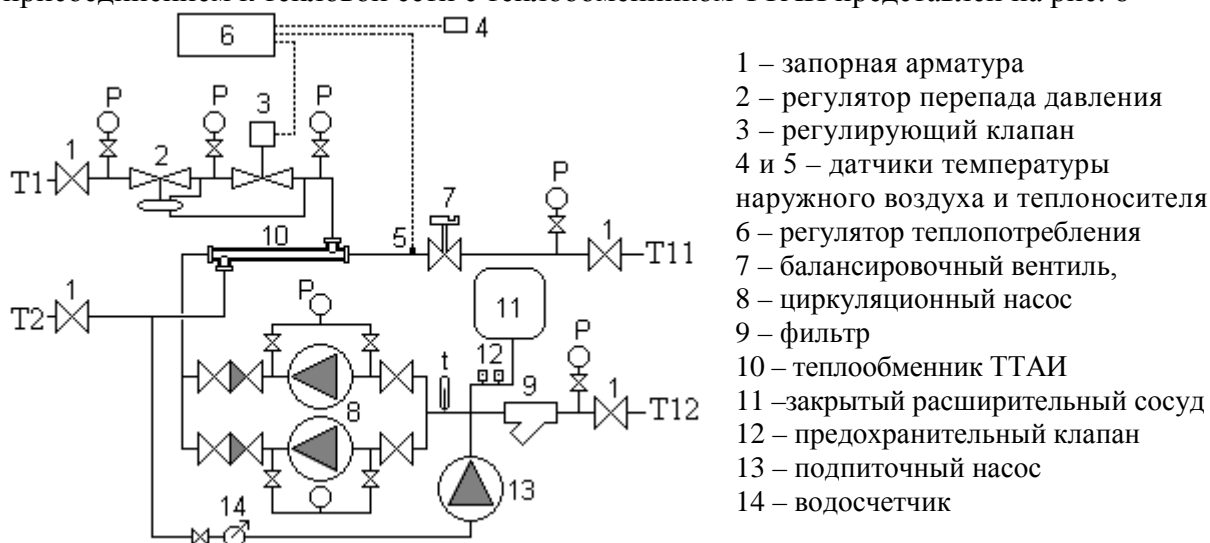 присоединением к тепловой сети с теплообменником ТТАИ представлен на рис. 6
6
4
P
P
3
P
1
2
T1
7
P
10
5
1
T11
1
T2
P
11
t
12
9
P
1
T12
8
13
14
1 – запорная арматура
2 – регулятор перепада давления
3 – регулирующий клапан
4 и 5 – датчики температуры
наружного воздуха и теплоносителя
6 – регулятор теплопотребления
7 – балансировочный вентиль,
8 – циркуляционный насос
9 – фильтр
10 – теплообменник ТТАИ
11 –закрытый расширительный сосуд
12 – предохранительный клапан
13 – подпиточный насос
14 – водосчетчик